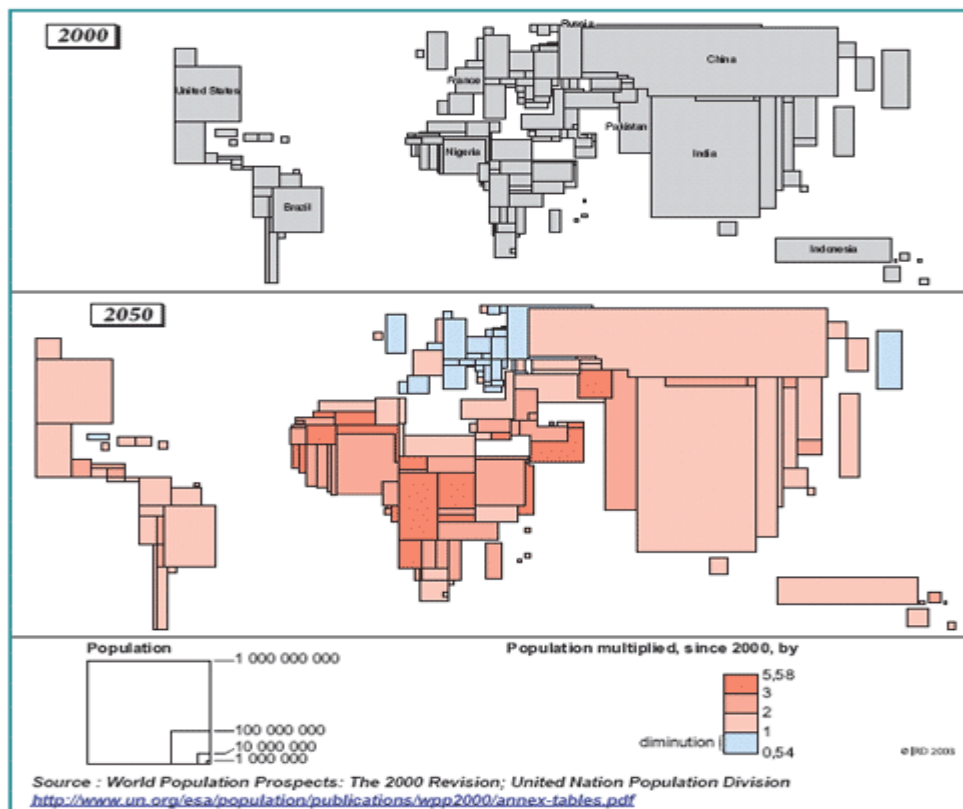 2000
Russia
China
United States
France
Pakistan
Nigeria
India
Brazil
Indonesia
2050
Population
1 000 000 000
100 000 000
10 000 000
1 000 000
Population multiplied, since 2000, by
5,58
3
2
1
diminution
0,54
© IRD 2003
Source : World Population Prospects: The 2000 Revision; United Nation Population Division
http://www.un.org/esa/population/publications/wpp2000/annex-tables.pdf